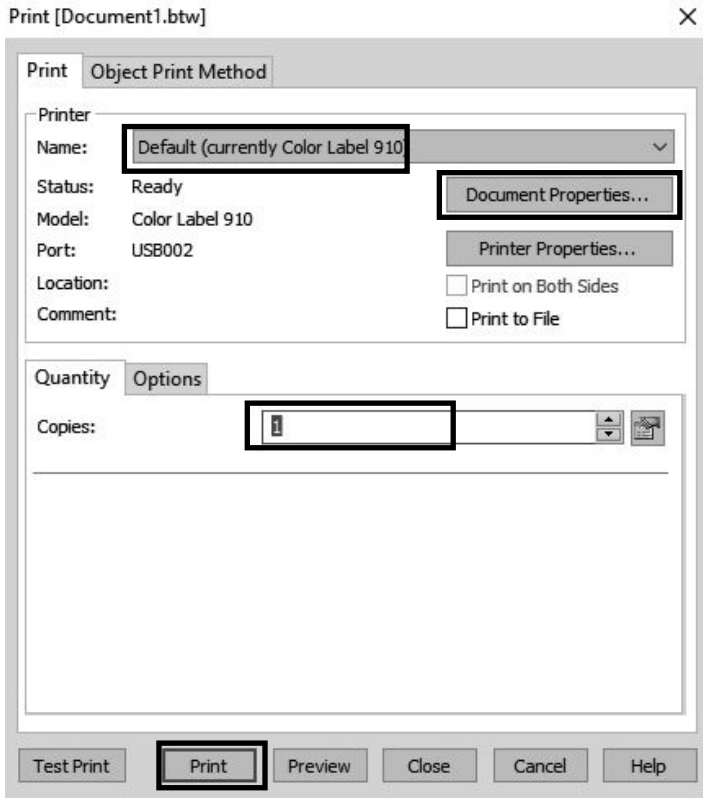 Print [Document1.btw]
Print Object Print Method
Printer
Name: Default (currently Color Label 910)
Status: Ready Document Properties...
Model: Color Label 910
Port: USB002 Printer Properties...
Location: Print on Both Sides
Comment: Print to File
Quantity Options
Copies: 1
Test Print Print Preview Close Cancel Help